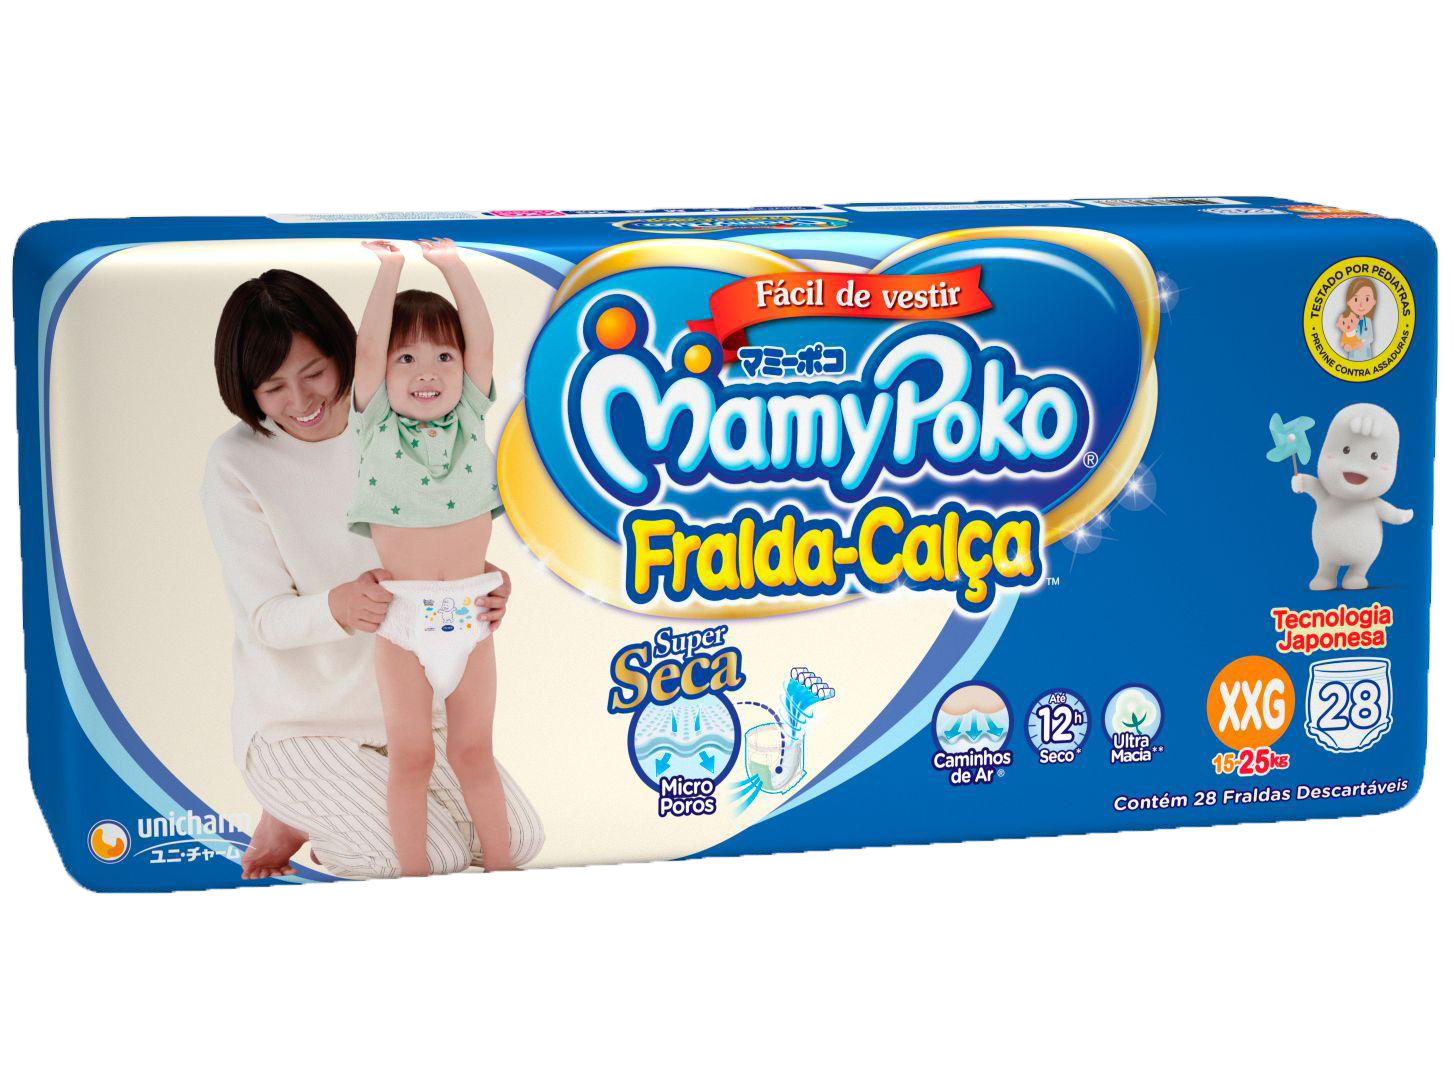 Fácil de vestir
マミーポコ
MamyPoko®
Fralda-Calça™
Super
Seca
Micro
Poros
TESTADO POR PEDIATRAS
PREVINE CONTRA ASSADURAS
Tecnologia
Japonesa
Caminhos
de Ar®
Até
12h
Seco*
Ultra
Macia**
XXG
15-25kg
28
Contém 28 Fraldas Descartáveis
unicharm
ユニ・チャーム